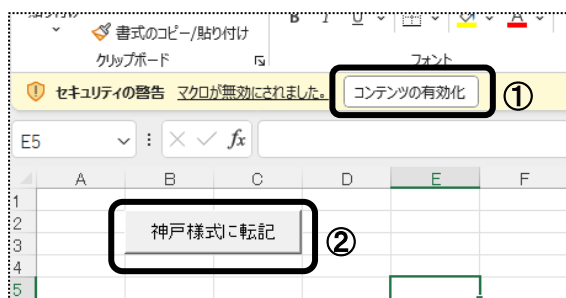 書式のコピー/貼り付け
B I U A
クリップボード フォント
セキュリティの警告 マクロが無効にされました。 コンテンツの有効化 ①
E5 fx
A B C D E F
1
2
神戸様式に転記 ②
3
4
5